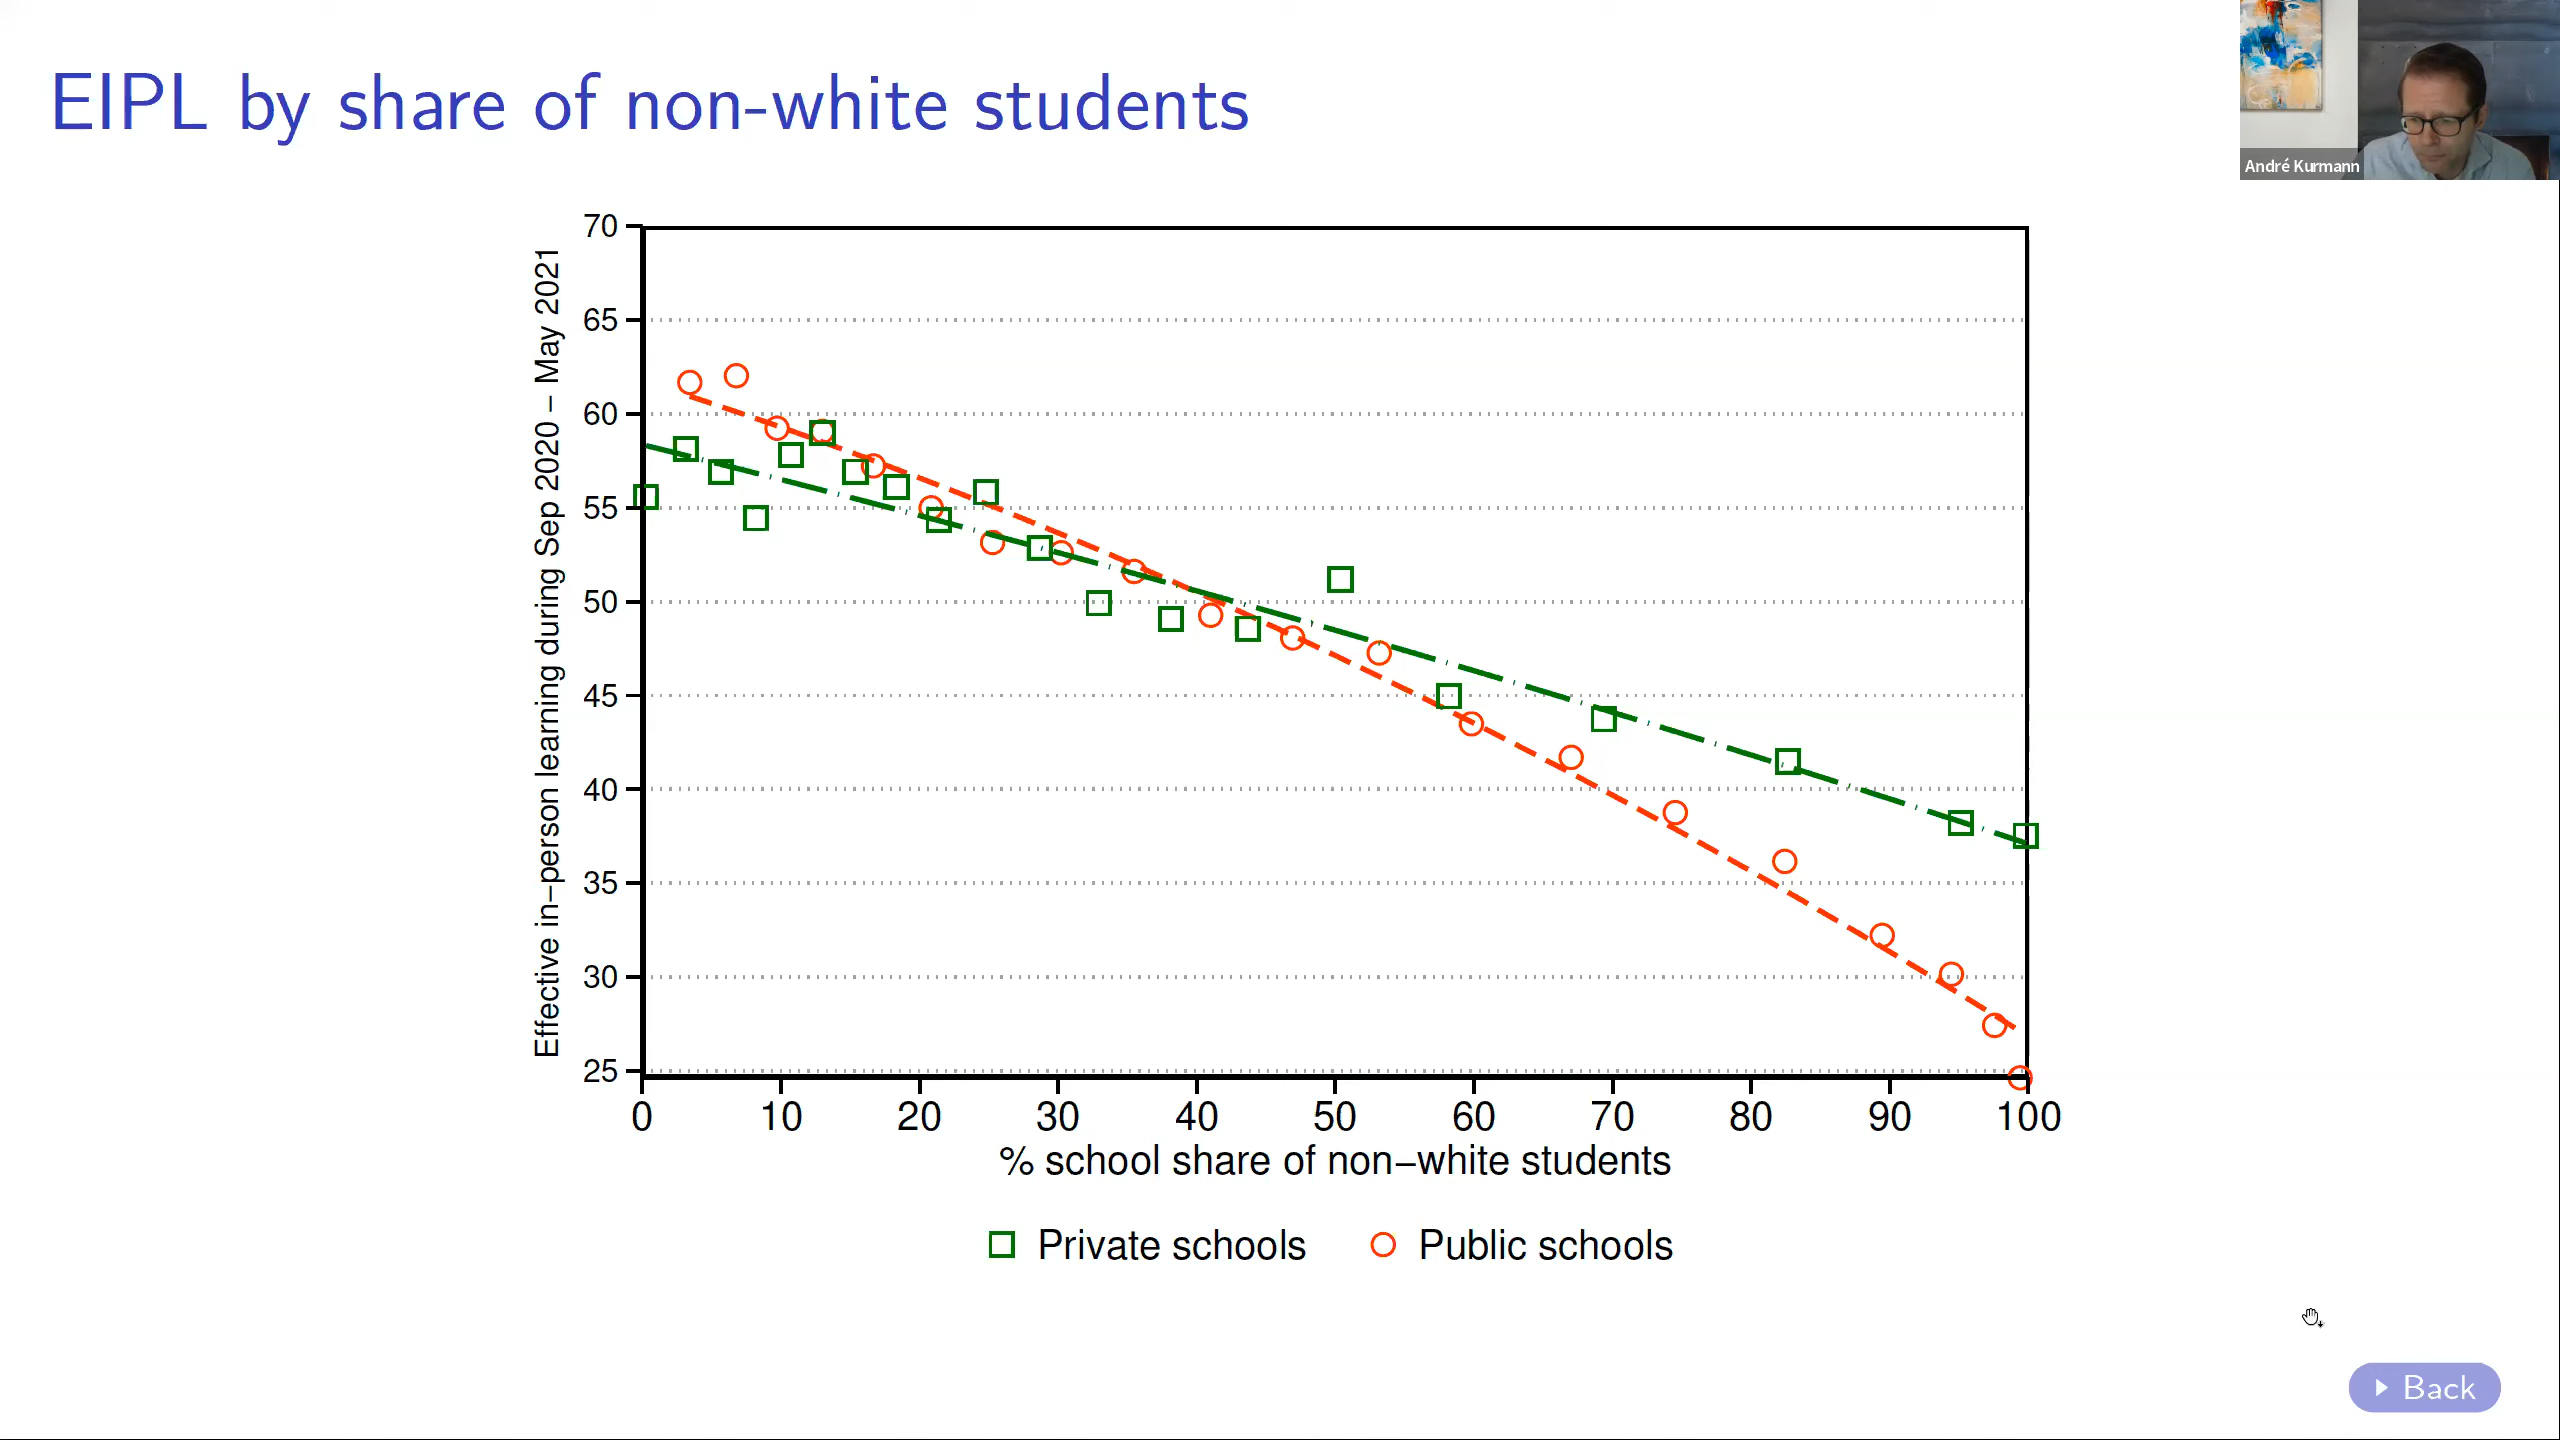 EIPL by share of non-white students
André Kurmann
Effective in−person learning during Sep 2020 − May 2021
70
65
60
55
50
45
40
35
30
25
0 10 20 30 40 50 60 70 80 90 100
% school share of non−white students
Private schools Public schools
Back